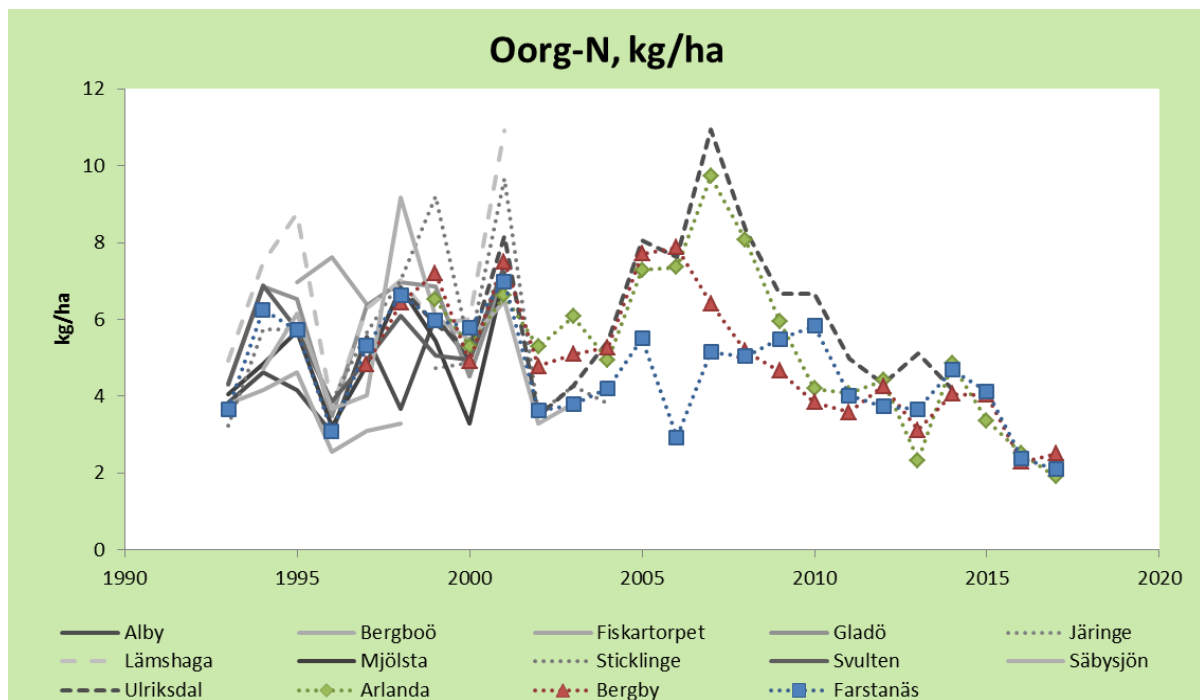 Oorg-N, kg/ha
kg/ha
12
10
8
6
4
2
0
1990 1995 2000 2005 2010 2015 2020
Alby Bergboö Fiskartorpet Gladö Järinge
Lämshaga Mjölsta Sticklinge Svulten Säbysjön
Ulriksdal Arlanda Bergby Farstanäs